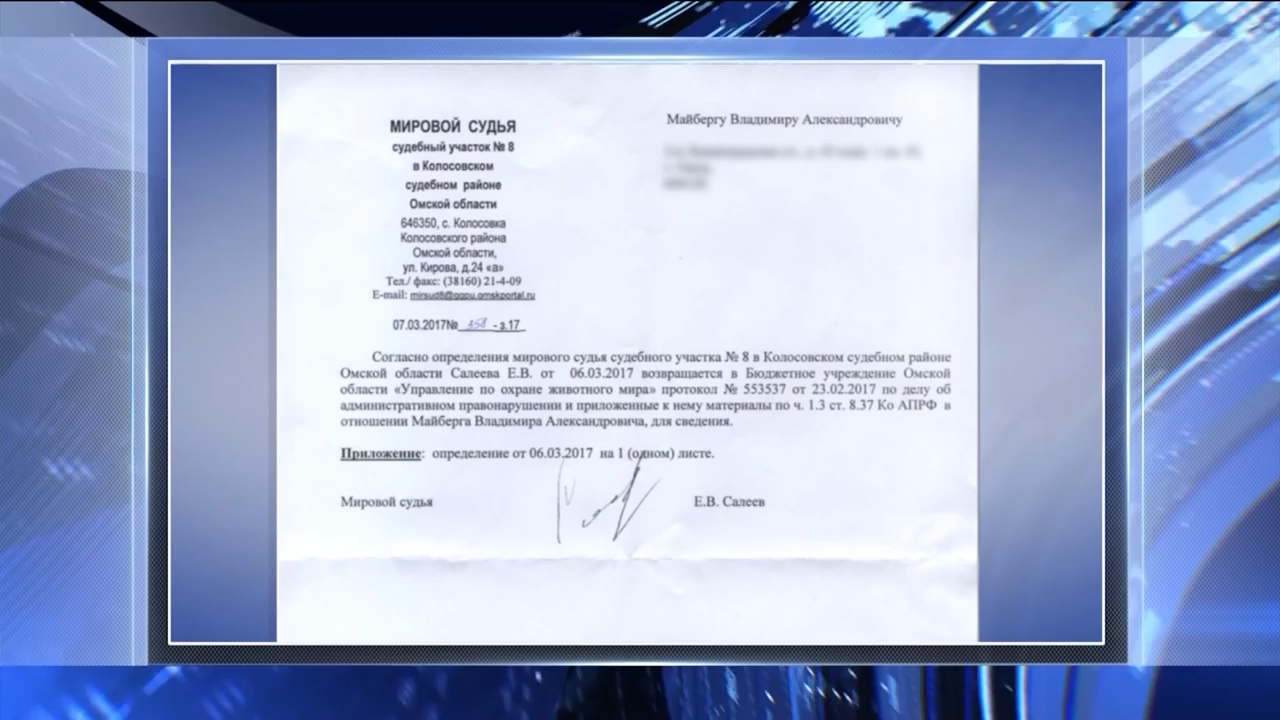 МИРОВОЙ СУДЬЯ
судебный участок № 8
в Колосовском
судебном районе
Омской области
646350, с. Колосовка
Колосовского района
Омской области,
ул. Кирова, д.24 «а»
Тел./ факс: (38160) 21-4-09
E-mail: mirsud8@gqpu.omskportal.ru
07.03.2017№ 358 - з.17
Майбергу Владимиру Александровичу
Согласно определения мирового судья судебного участка № 8 в Колосовском судебном районе
Омской области Салеева Е.В. от 06.03.2017 возвращается в Бюджетное учреждение Омской
области «Управление по охране животного мира» протокол № 553537 от 23.02.2017 по делу об
административном правонарушении и приложенные к нему материалы по ч. 1.3 ст. 8.37 Ко АПРФ в
отношении Майберга Владимира Александровича, для сведения.
Приложение: определение от 06.03.2017 на 1 (одном) листе.
Мировой судья
Е.В. Салеев